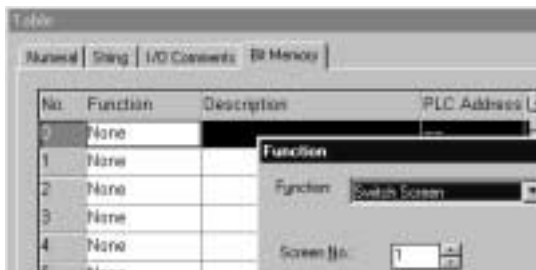 Table
Numeral String I/O Comments Bit Memory
No. Function Description PLC Address
0 None
Function
1 None
Function Switch Screen
2 None
3 None
4 None
Screen No. 1
None